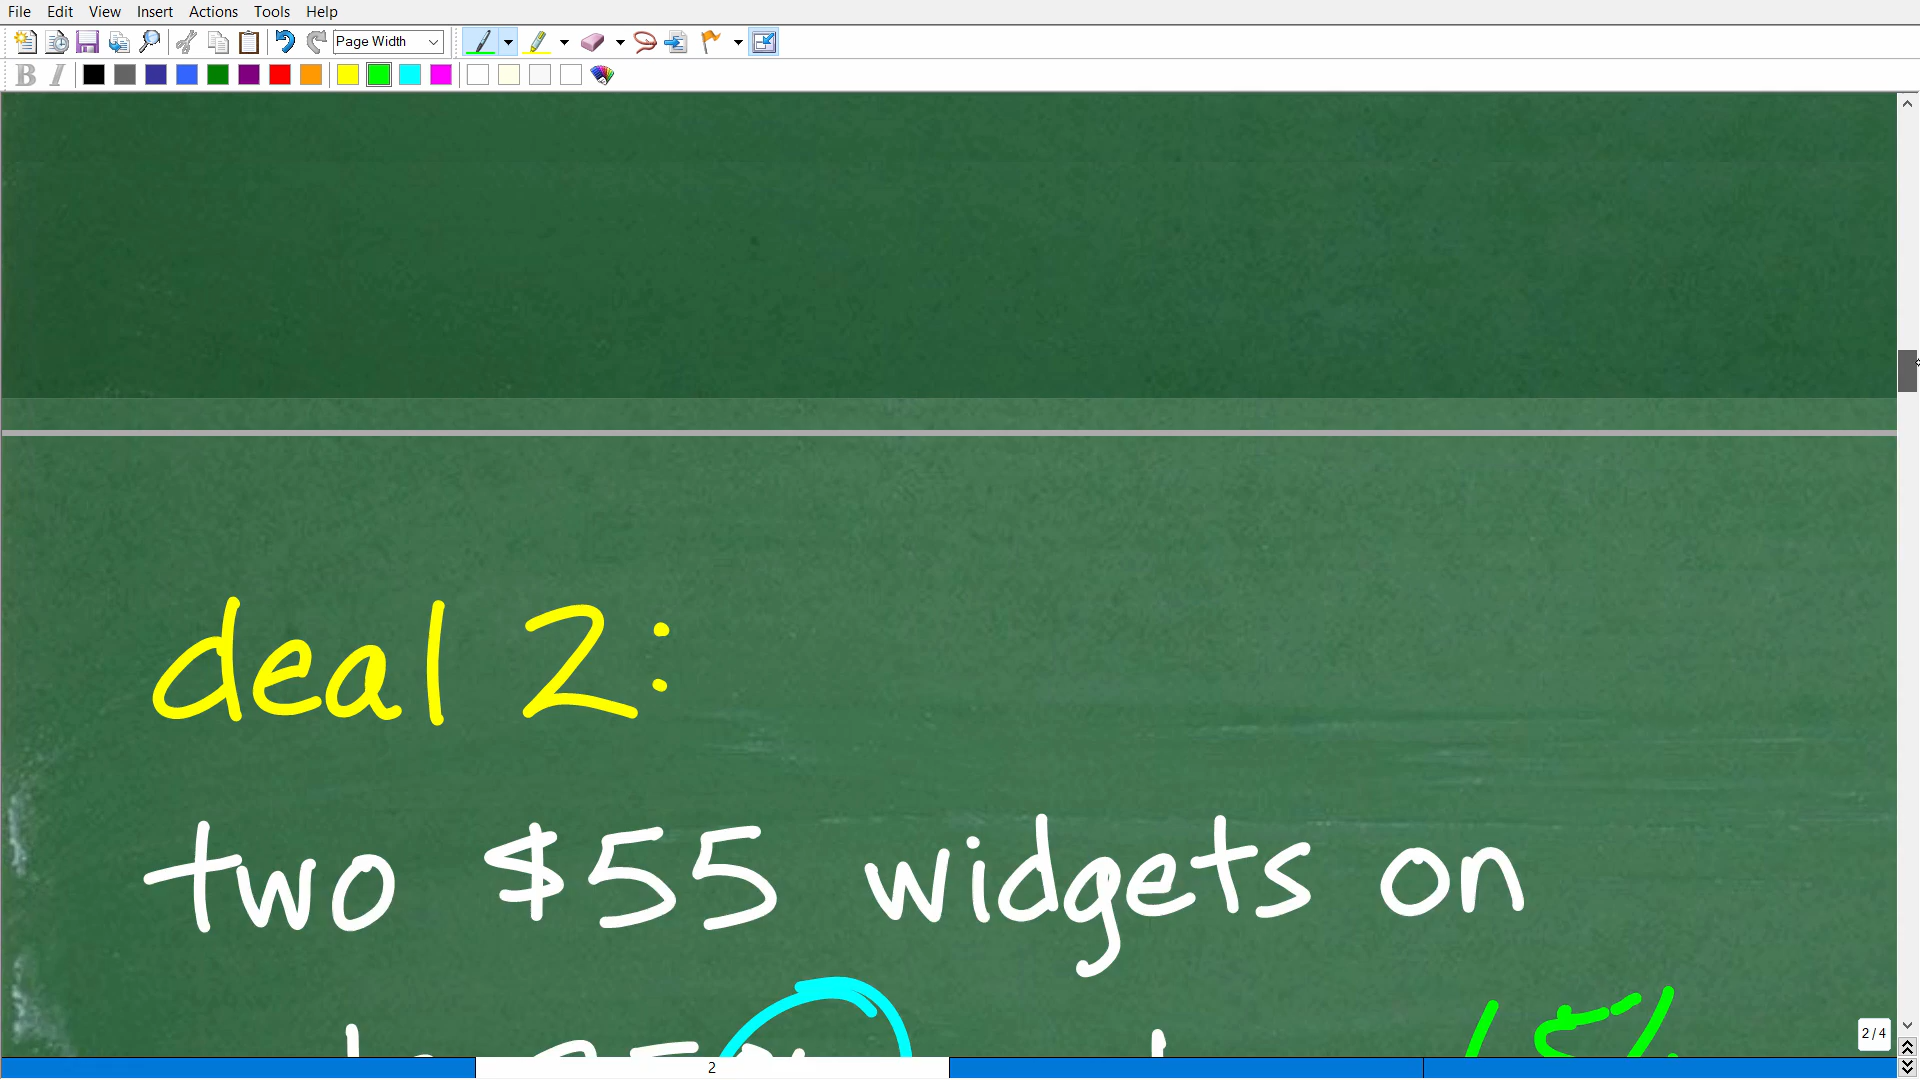 File Edit View Insert Actions Tools Help
Page Width
B I
deal 2:
two $55 widgets on
2/4
2